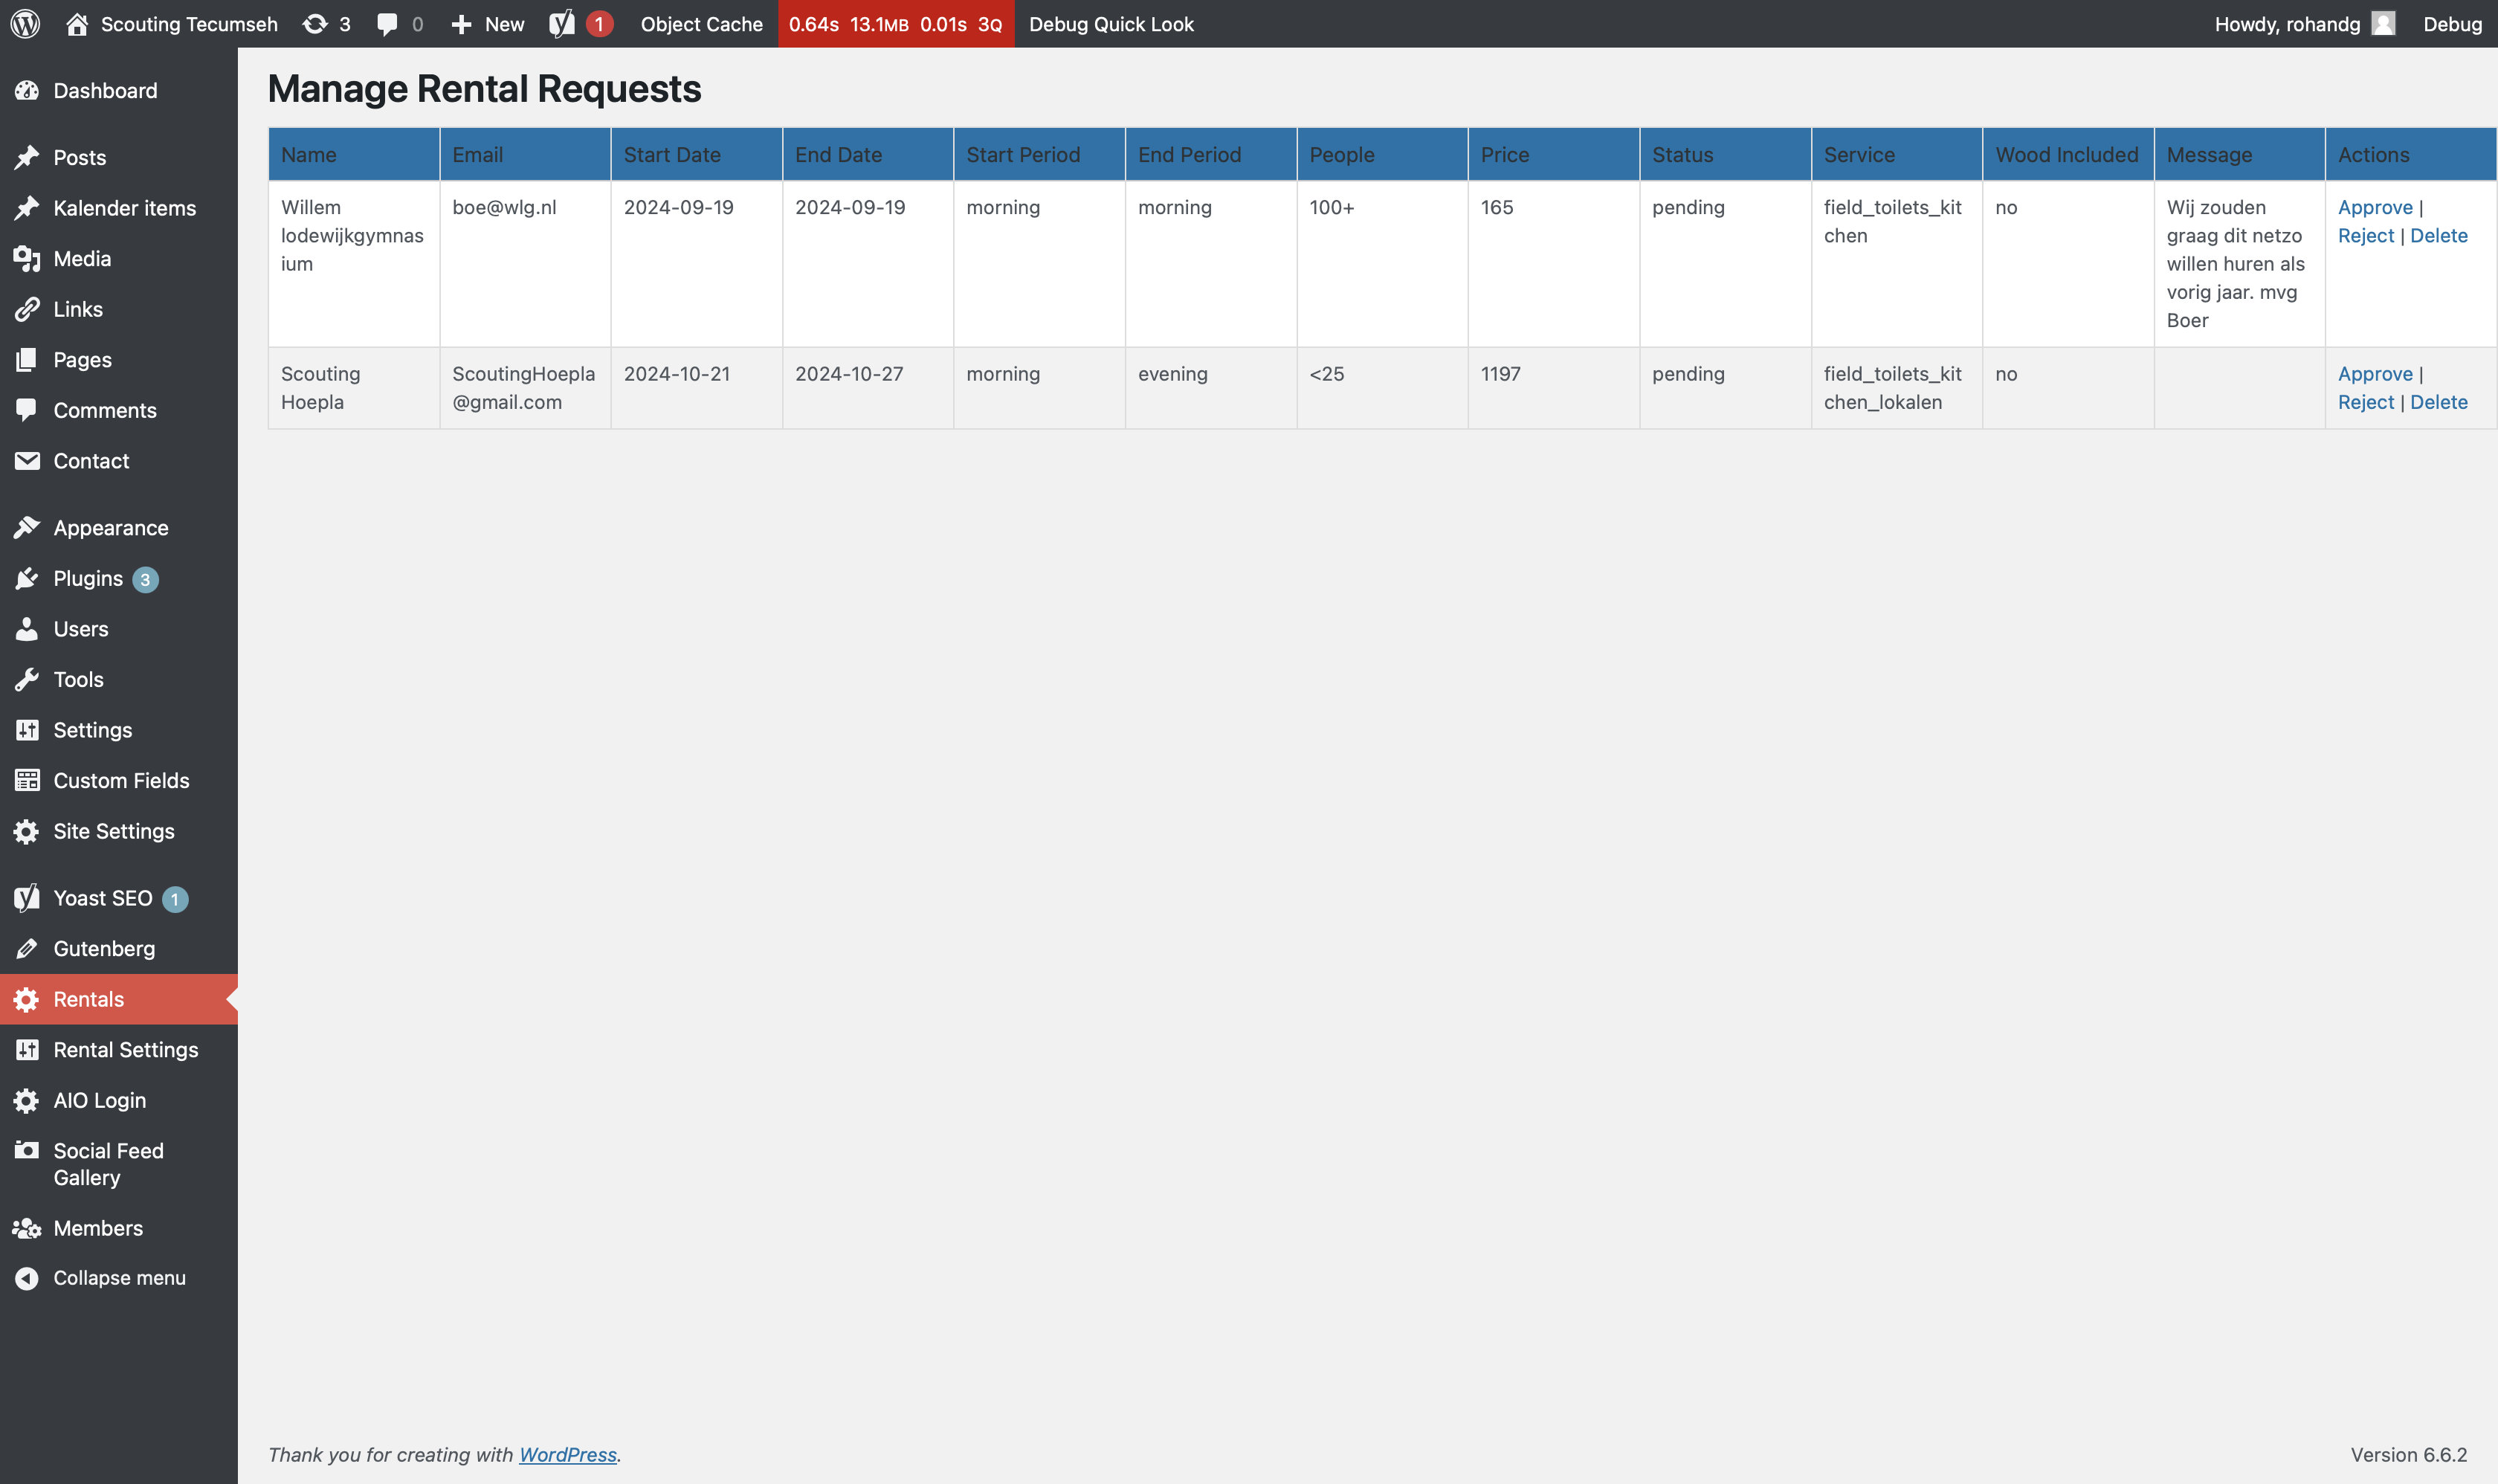 Scouting Tecumseh 3 0 New 1 Object Cache 0.64s 13.1MB 0.01s 3Q Debug Quick Look Howdy, rohandg Debug
Dashboard
Posts
Kalender items
Media
Links
Pages
Comments
Contact
Appearance
Plugins 3
Users
Tools
Settings
Custom Fields
Site Settings
Yoast SEO 1
Gutenberg
Rentals
Rental Settings
AIO Login
Social Feed
Gallery
Members
Collapse menu
Manage Rental Requests
Name Email Start Date End Date Start Period End Period People Price Status Service Wood Included Message Actions
Willem boe@wlg.nl 2024-09-19 2024-09-19 morning morning 100+ 165 pending field_toilets_kit no Wij zouden Approve |
lodewijkgymnas chen graag dit netzo Reject | Delete
ium willen huren als
vorig jaar. mvg
Boer
Scouting ScoutingHoepla 2024-10-21 2024-10-27 morning evening <25 1197 pending field_toilets_kit no Approve |
Hoepla @gmail.com chen_lokalen Reject | Delete
Thank you for creating with WordPress. Version 6.6.2